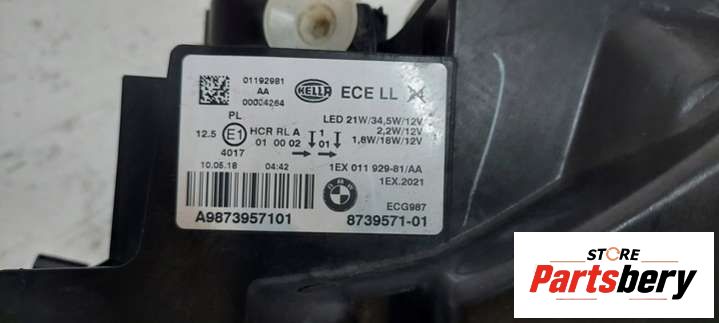 01192981
AA
00004264
HELLA
ECE LL
PL
12.5 E1 HCR RL A 1
01 00 02 01
4017
LED 21W/34,5W/12V
2,2W/12V
1,8W/18W/12V
10.05.18 04:42
1EX 011 929-81/AA
1EX.2021
BMW
ECG987
A9873957101
8739571-01
STORE
Partsbery